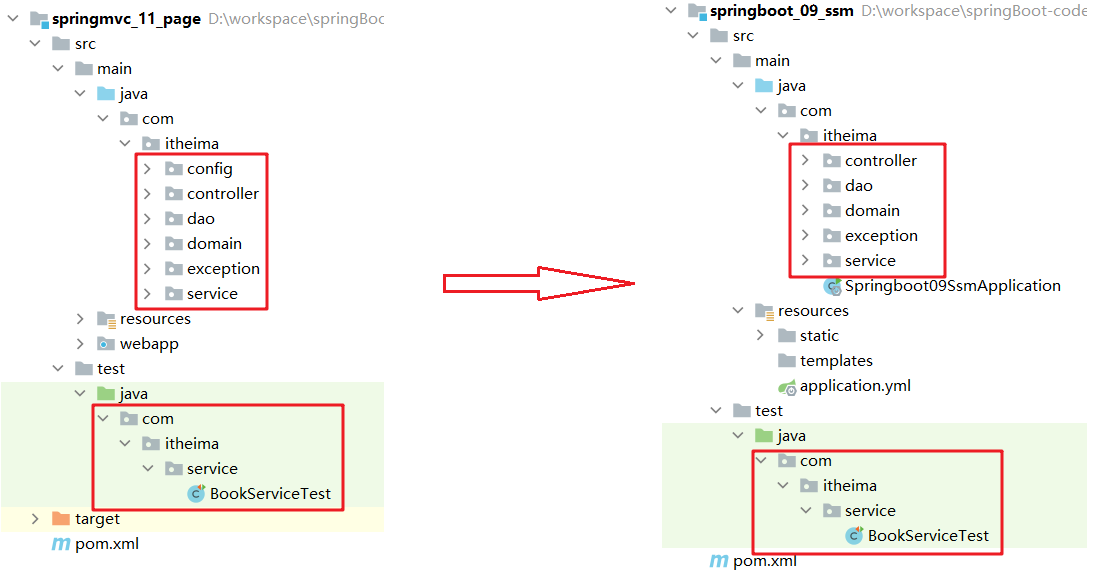 springmvc_11_page D:\workspace\springBoc
src
main
java
com
itheima
config
controller
dao
domain
exception
service
resources
webapp
test
java
com
itheima
service
BookServiceTest
target
pom.xml
springboot_09_ssm D:\workspace\springBoot-code
src
main
java
com
itheima
controller
dao
domain
exception
service
Springboot09SsmApplication
resources
static
templates
application.yml
test
java
com
itheima
service
BookServiceTest
pom.xml